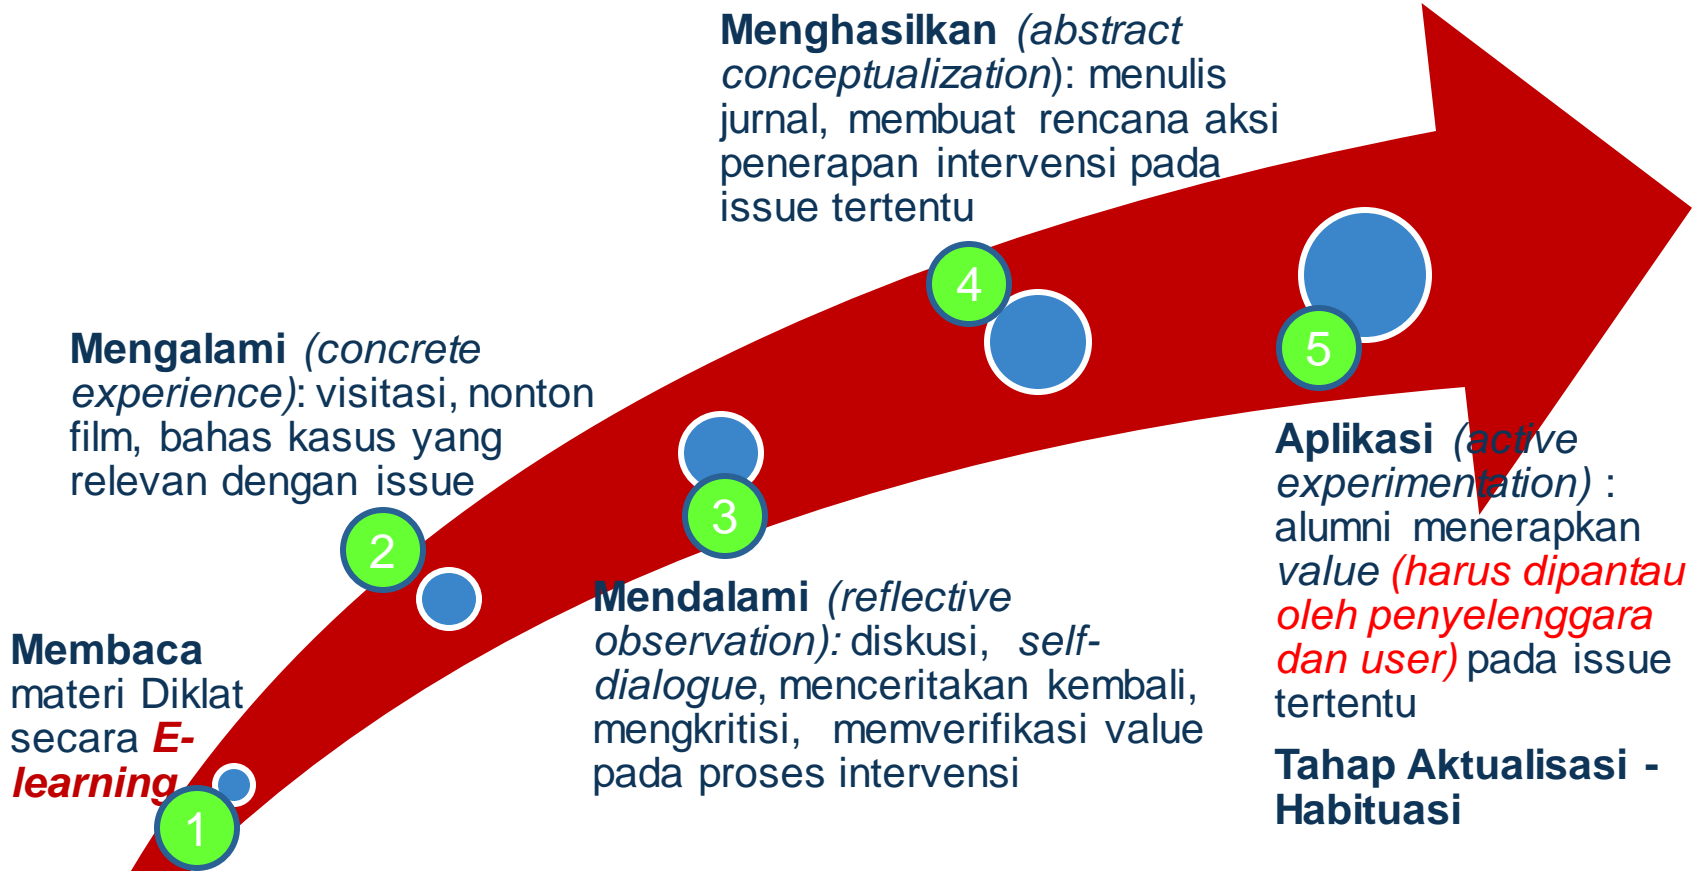 Membaca
materi Diklat
secara E-
learning
1
Mengalami (concrete
experience): visitasi, nonton
film, bahas kasus yang
relevan dengan issue
2
3
Mendalami (reflective
observation): diskusi, self-
dialogue, menceritakan kembali,
mengkritisi, memverifikasi value
pada proses intervensi
Menghasilkan (abstract
conceptualization): menulis
jurnal, membuat rencana aksi
penerapan intervensi pada
issue tertentu
4
5
Aplikasi (active
experimentation) :
alumni menerapkan
value (harus dipantau
oleh penyelenggara
dan user) pada issue
tertentu
Tahap Aktualisasi -
Habituasi